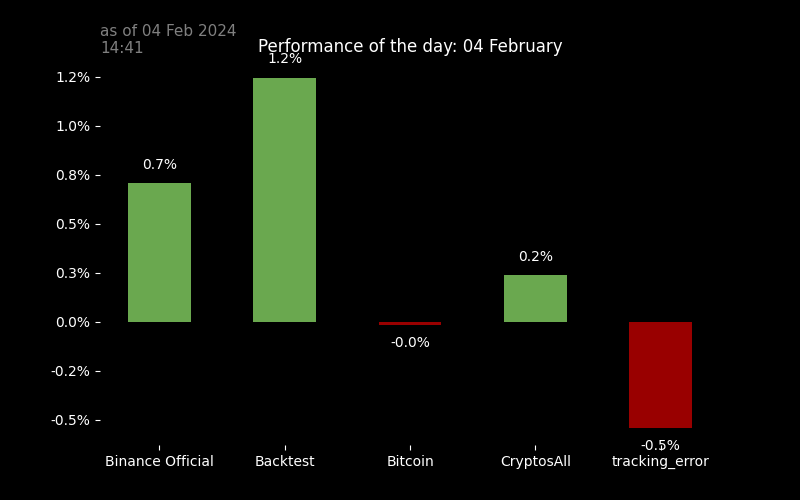 as of 04 Feb 2024
14:41
Performance of the day: 04 February
1.2%
1.0%
0.8%
0.5%
0.3%
0.0%
-0.2%
-0.5%
0.7%
1.2%
-0.0%
0.2%
-0.5%
Binance Official
Backtest
Bitcoin
CryptosAll
tracking_error